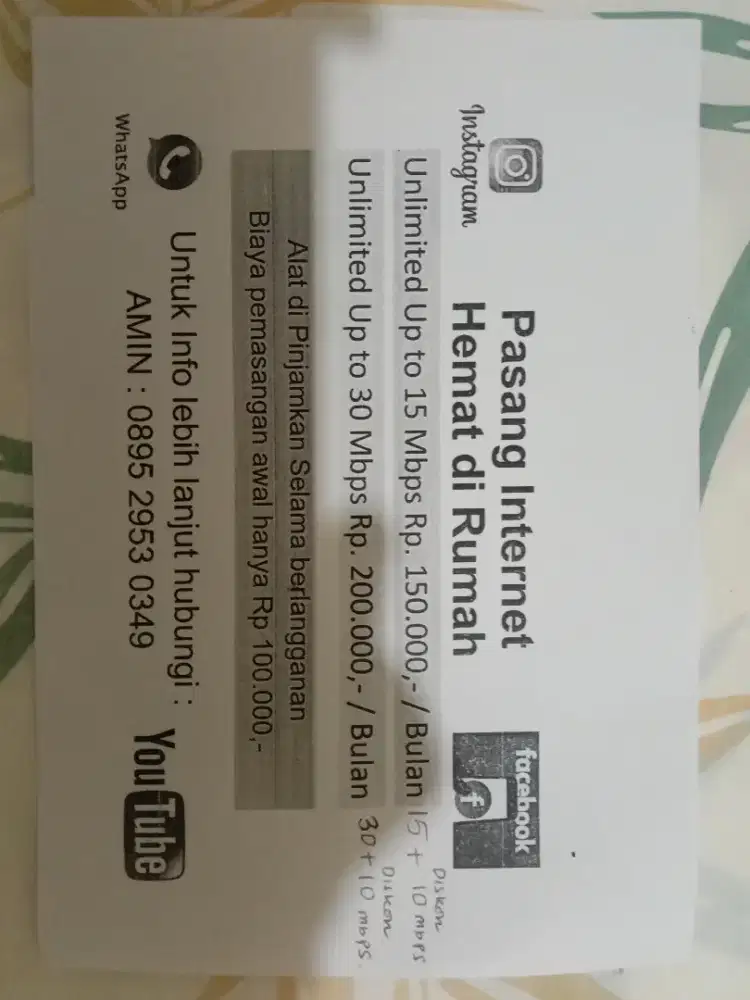 Instagram
Pasang Internet
Hemat di Rumah
facebook
f
Unlimited Up to 15 Mbps Rp. 150.000,- / Bulan 15 + 10 mbps
Diskon
Unlimited Up to 30 Mbps Rp. 200.000,- / Bulan 30 + 10 mbps.
Diskon
Alat di Pinjamkan Selama berlangganan
Biaya pemasangan awal hanya Rp 100.000,-
WhatsApp
Untuk Info lebih lanjut hubungi :
AMIN : 0895 2953 0349
YouTube